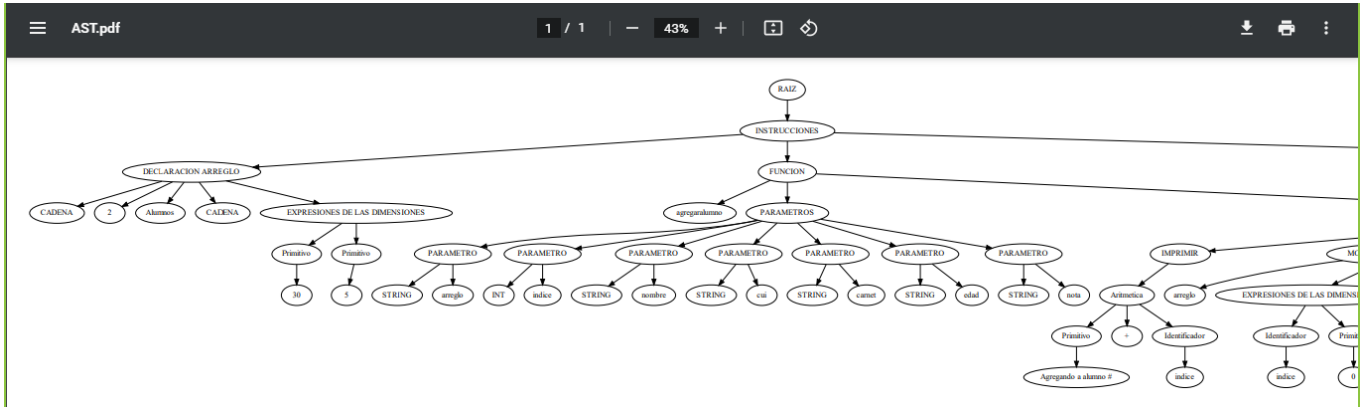 AST.pdf
1 / 1
43%
RAIZ
INSTRUCCIONES
DECLARACION ARREGLO FUNCION
CADENA 2 Alumnos CADENA EXPRESIONES DE LAS DIMENSIONES agregaralumno PARAMETROS
Primitivo Primitivo PARAMETRO PARAMETRO PARAMETRO PARAMETRO PARAMETRO PARAMETRO PARAMETRO IMPRIMIR MO
30 5 STRING arreglo INT indice STRING nombre STRING cui STRING carnet STRING edad STRING nota Aritmetica arreglo EXPRESIONES DE LAS DIMENSI
Primitivo + Identificador Identificador Primit
Agregando a alumno # indice indice 0